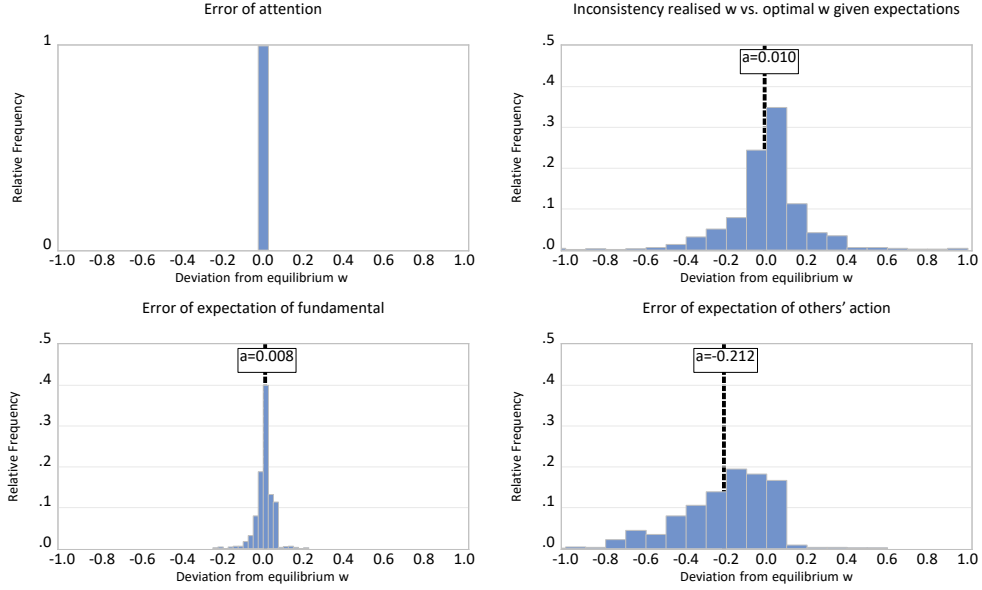 Error of attention
1
0
Relative Frequency
-1.0 -0.8 -0.6 -0.4 -0.2 0.0 0.2 0.4 0.6 0.8 1.0
Deviation from equilibrium w
Inconsistency realised w vs. optimal w given expectations
a=0.010
.5
.4
.3
.2
.1
.0
Relative Frequency
-1.0 -0.8 -0.6 -0.4 -0.2 0.0 0.2 0.4 0.6 0.8 1.0
Deviation from equilibrium w
Error of expectation of fundamental
a=0.008
.5
.4
.3
.2
.1
.0
Relative Frequency
-1.0 -0.8 -0.6 -0.4 -0.2 0.0 0.2 0.4 0.6 0.8 1.0
Deviation from equilibrium w
Error of expectation of others’ action
a=-0.212
.5
.4
.3
.2
.1
.0
Relative Frequency
-1.0 -0.8 -0.6 -0.4 -0.2 0.0 0.2 0.4 0.6 0.8 1.0
Deviation from equilibrium w